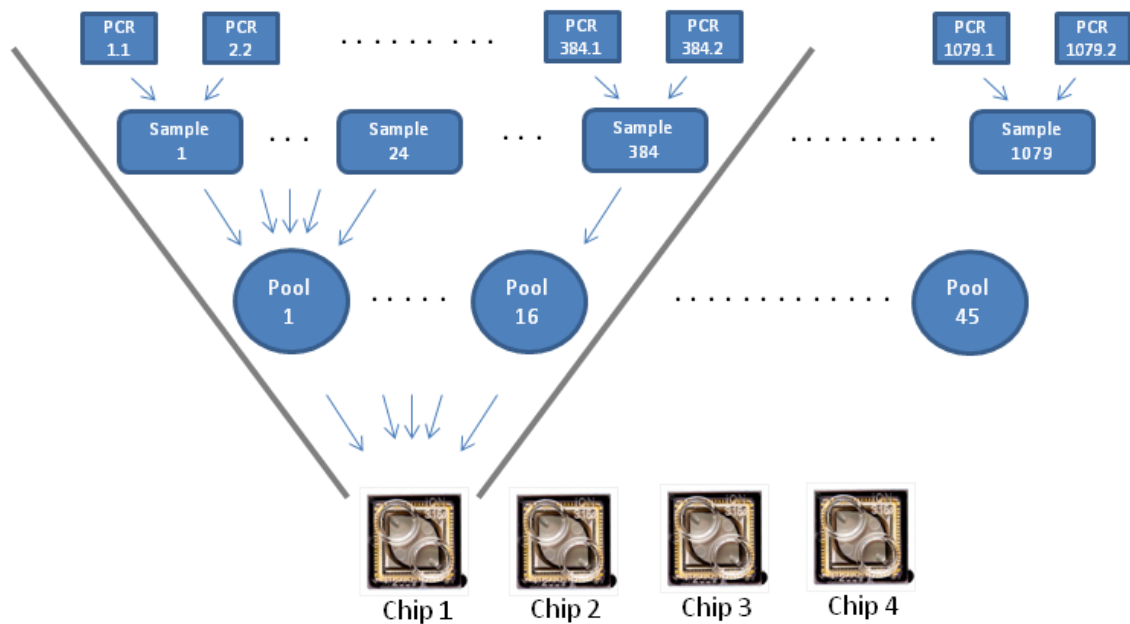 PCR
1.1
PCR
2.2
PCR
384.1
PCR
384.2
PCR
1079.1
PCR
1079.2
Sample
1
Sample
24
Sample
384
Sample
1079
Pool
1
Pool
16
Pool
45
Chip 1
Chip 2
Chip 3
Chip 4